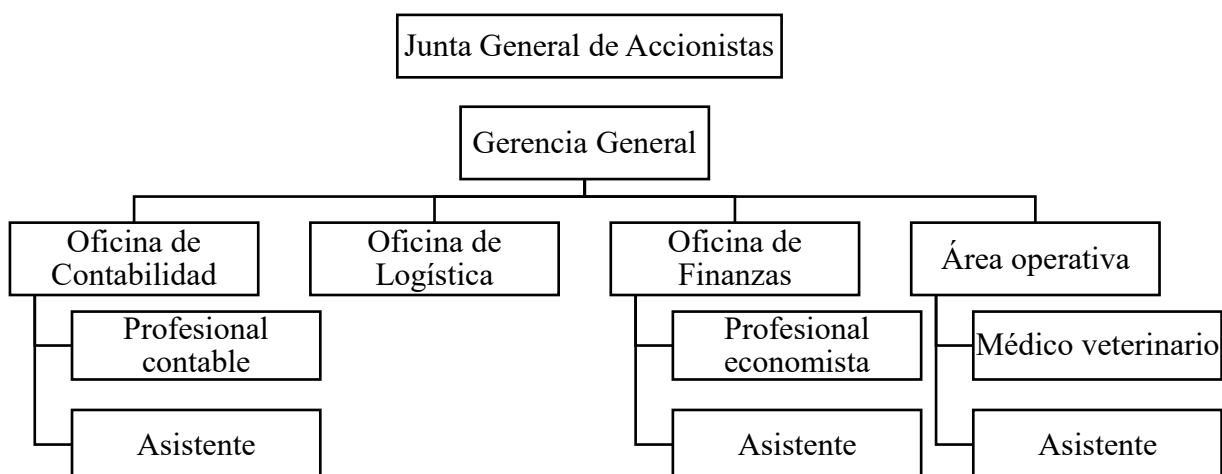 Junta General de Accionistas
Gerencia General
Oficina de
Contabilidad
Oficina de
Logística
Oficina de
Finanzas
Área operativa
Profesional
contable
Profesional
economista
Médico veterinario
Asistente
Asistente
Asistente